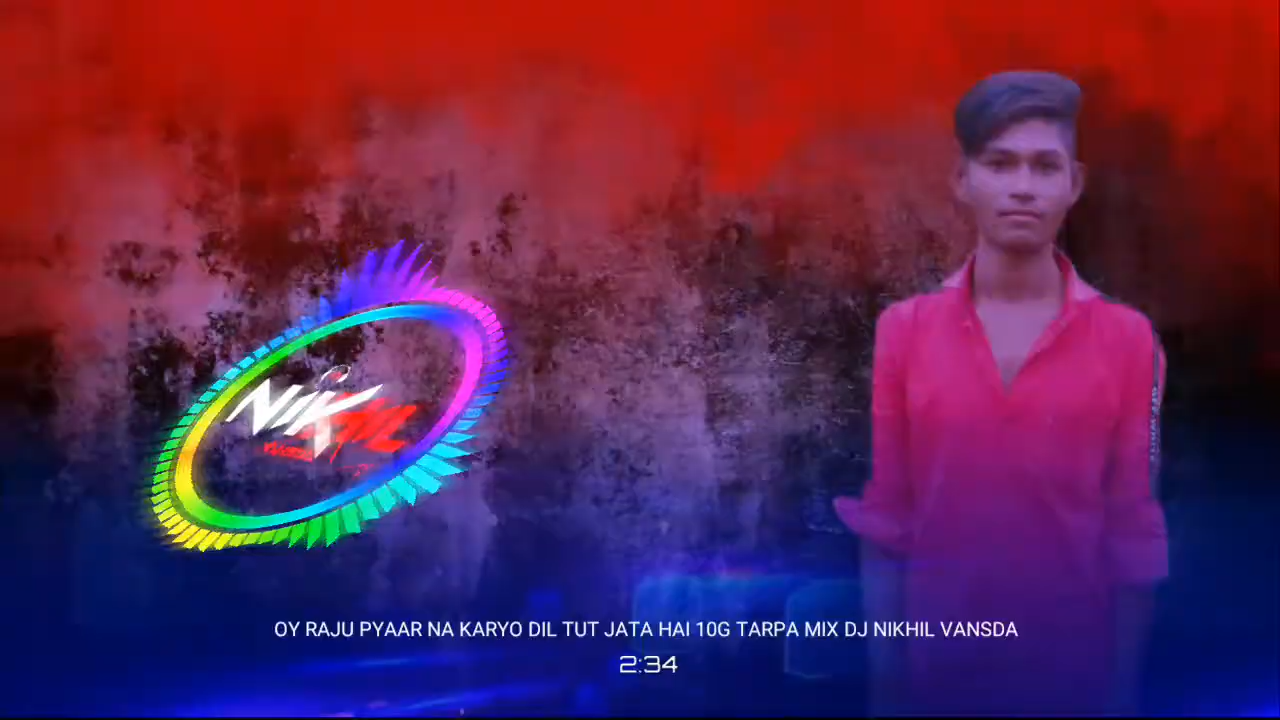 NIKHIL
OY RAJU PYAAR NA KARYO DIL TUT JATA HAI 10G TARPA MIX DJ NIKHIL VANSDA
2:34